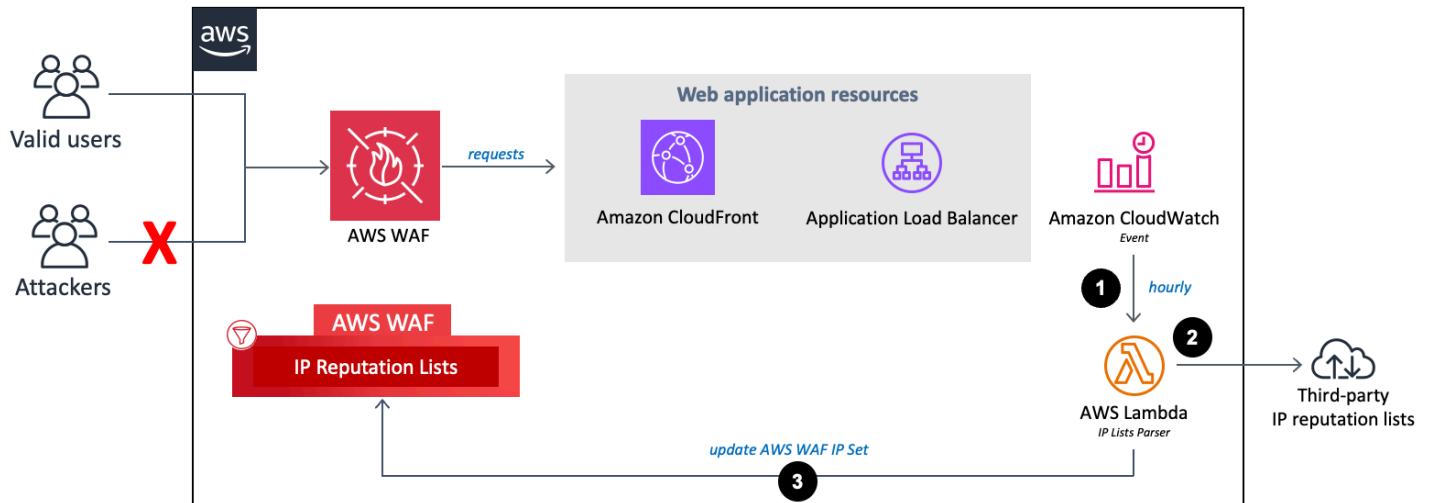 aws
Valid users
Attackers
AWS WAF
requests
Web application resources
Amazon CloudFront
Application Load Balancer
Amazon CloudWatch
Event
1
hourly
2
AWS Lambda
IP Lists Parser
Third-party
IP reputation lists
AWS WAF
IP Reputation Lists
update AWS WAF IP Set
3